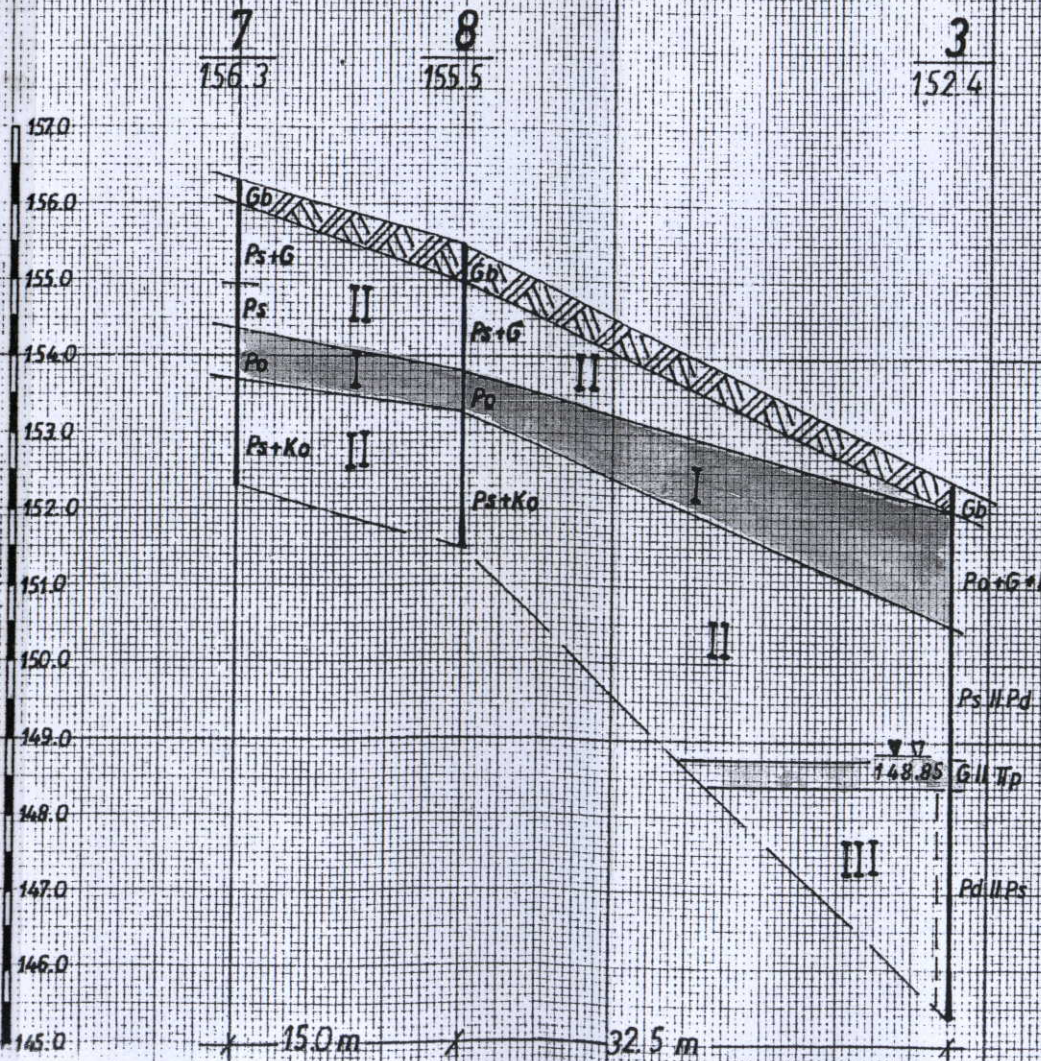 7 8 3
156.3 155.5 152.4
157.0
156.0
155.0
154.0
153.0
152.0
151.0
150.0
149.0
148.0
147.0
146.0
145.0
Gb
Ps+G
Ps
Po
Ps+Ko
II
I
II
Gb
Ps+G
Po
Ps+Ko
II
I
II
III
Gb
Po+G+
Ps II Pd
148.85
G II Πp
Pd II Ps
15.0 m 32.5 m